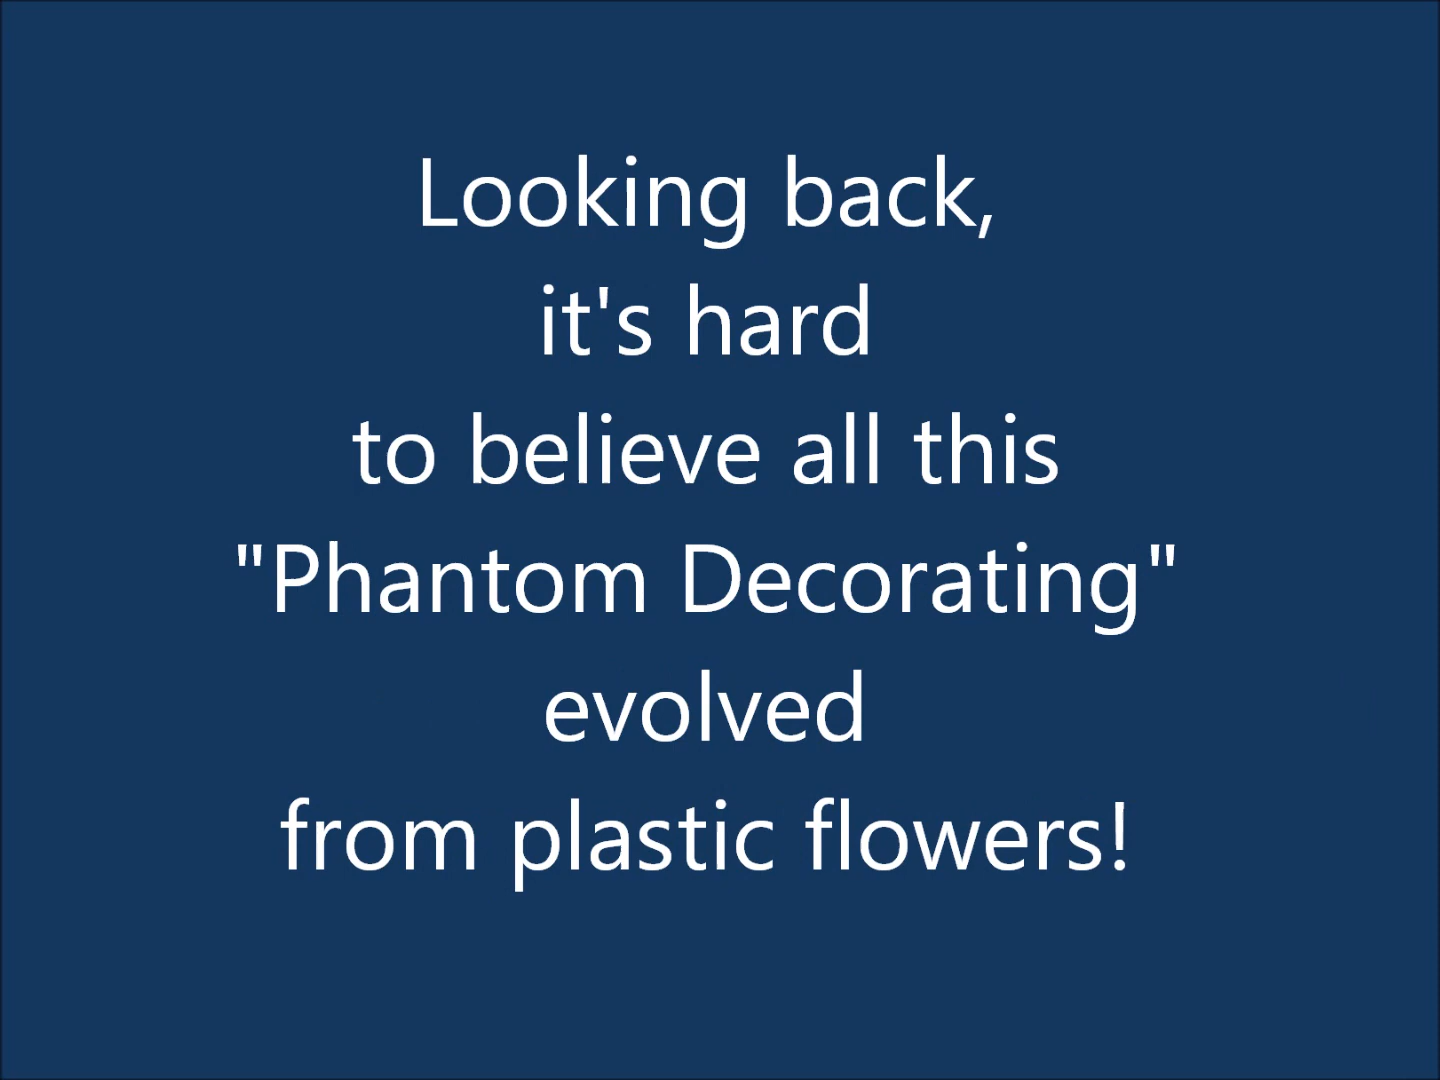 Looking back,
it's hard
to believe all this
"Phantom Decorating"
evolved
from plastic flowers!